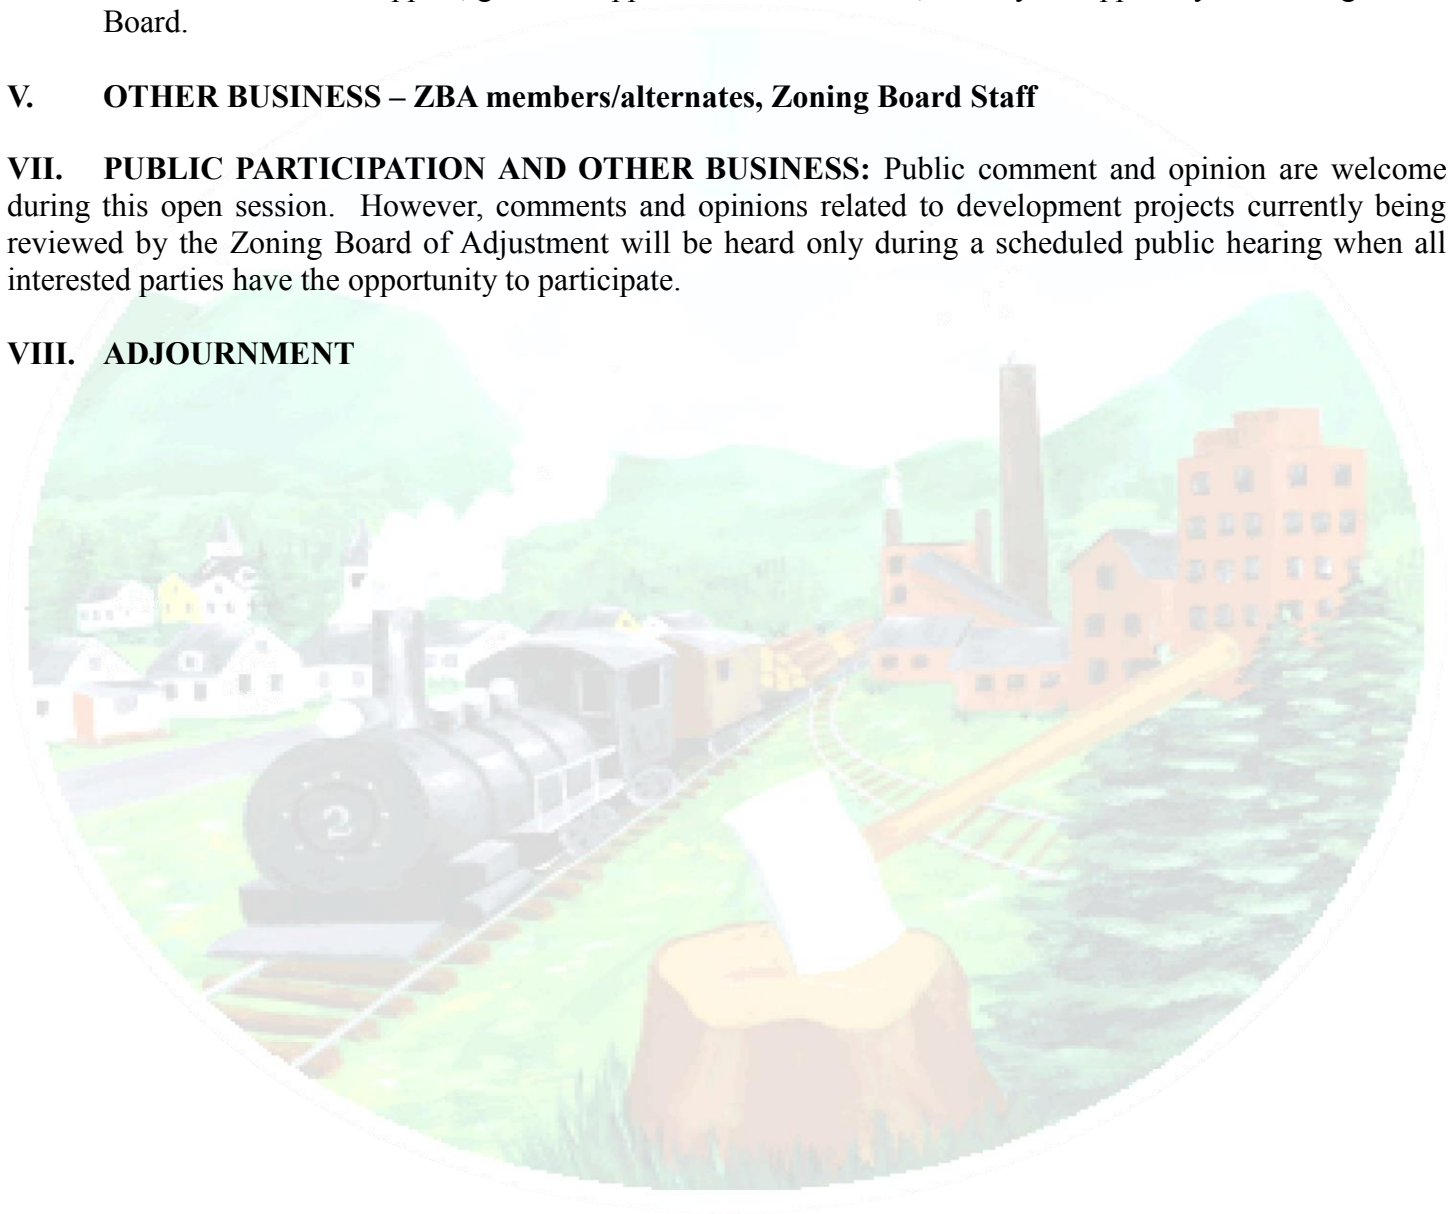 Board.
V. OTHER BUSINESS – ZBA members/alternates, Zoning Board Staff
VII. PUBLIC PARTICIPATION AND OTHER BUSINESS: Public comment and opinion are welcome
during this open session. However, comments and opinions related to development projects currently being
reviewed by the Zoning Board of Adjustment will be heard only during a scheduled public hearing when all
interested parties have the opportunity to participate.
VIII. ADJOURNMENT
2